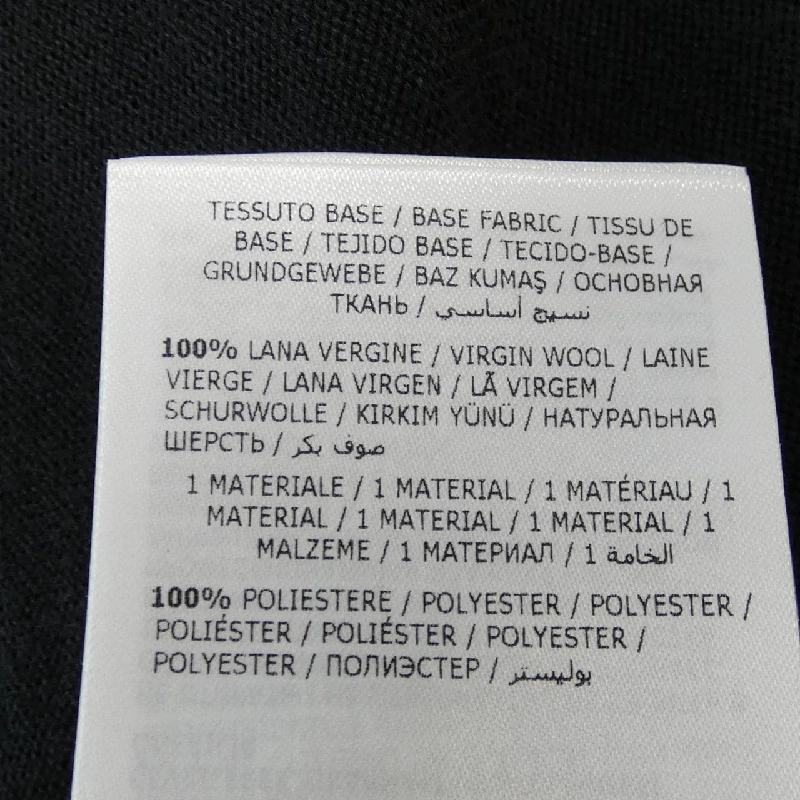 TESSUTO BASE / BASE FABRIC / TISSU DE
BASE / TEJIDO BASE / TECIDO-BASE /
GRUNDGEWEBE / BAZ KUMAŞ / ОСНОВНАЯ
ТКАНЬ / نسيج أساسي
100% LANA VERGINE / VIRGIN WOOL / LAINE
VIERGE / LANA VIRGEN / LÃ VIRGEM /
SCHURWOLLE / KIRKIM YÜNÜ / НАТУРАЛЬНАЯ
ШЕРСТЬ / صوف بكر
1 MATERIALE / 1 MATERIAL / 1 MATÉRIAU / 1
MATERIAL / 1 MATERIAL / 1 MATERIAL / 1
MALZEME / 1 МАТЕРИАЛ / 1 الخامة
100% POLIESTERE / POLYESTER / POLYESTER /
POLIÉSTER / POLIÉSTER / POLYESTER /
POLYESTER / ПОЛИЭСТЕР / بوليستر